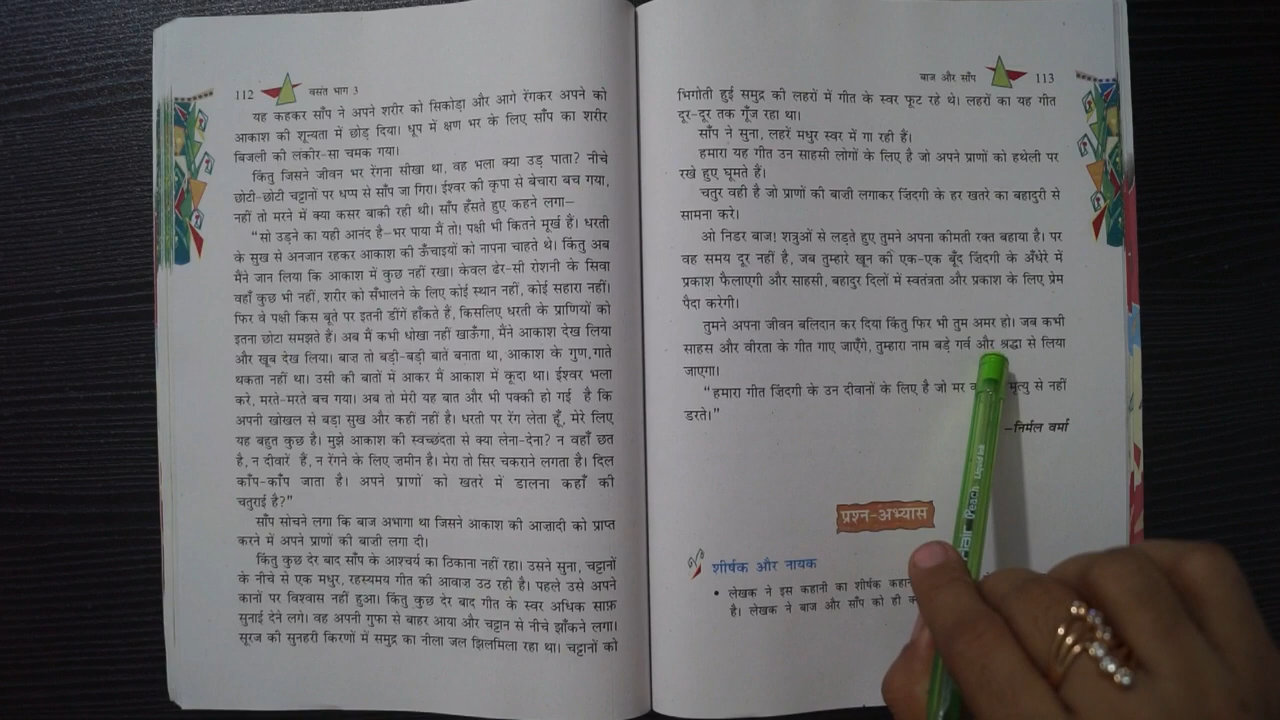 112 वसंत भाग 3
यह कहकर साँप ने अपने शरीर को सिकोड़ा और आगे रेंगकर अपने को
आकाश की शून्यता में छोड़ दिया। धूप में क्षण भर के लिए साँप का शरीर
बिजली की लकीर-सा चमक गया।
किंतु जिसने जीवन भर रेंगना सीखा था, वह भला क्या उड़ पाता? नीचे
छोटी-छोटी चट्टानों पर धप्प से साँप जा गिरा। ईश्वर की कृपा से बेचारा बच गया,
नहीं तो मरने में क्या कसर बाकी रही थी। साँप हँसते हुए कहने लगा–
“सो उड़ने का यही आनंद है–भर पाया मैं तो! पक्षी भी कितने मूर्ख हैं। धरती
के सुख से अनजान रहकर आकाश की ऊँचाइयों को नापना चाहते थे। किंतु अब
मैंने जान लिया कि आकाश में कुछ नहीं रखा। केवल ढेर-सी रोशनी के सिवा
वहाँ कुछ भी नहीं, शरीर को सँभालने के लिए कोई स्थान नहीं, कोई सहारा नहीं।
फिर वे पक्षी किस बूते पर इतनी डींगें हाँकते हैं, किसलिए धरती के प्राणियों को
इतना छोटा समझते हैं। अब मैं कभी धोखा नहीं खाऊँगा, मैंने आकाश देख लिया
और खूब देख लिया। बाज़ तो बड़ी-बड़ी बातें बनाता था, आकाश के गुण गाते
थकता नहीं था। उसी की बातों में आकर मैं आकाश में कूदा था। ईश्वर भला
करे, मरते-मरते बच गया। अब तो मेरी यह बात और भी पक्की हो गई है कि
अपनी खोखल से बड़ा सुख और कहीं नहीं है। धरती पर रेंग लेता हूँ, मेरे लिए
यह बहुत कुछ है। मुझे आकाश की स्वच्छंदता से क्या लेना-देना? न वहाँ छत
है, न दीवारें हैं, न रेंगने के लिए ज़मीन है। मेरा तो सिर चकराने लगता है। दिल
काँप-काँप जाता है। अपने प्राणों को खतरे में डालना कहाँ की
चतुराई है?”
साँप सोचने लगा कि बाज अभागा था जिसने आकाश की आज़ादी को प्राप्त
करने में अपने प्राणों की बाज़ी लगा दी।
किंतु कुछ देर बाद साँप के आश्चर्य का ठिकाना नहीं रहा। उसने सुना, चट्टानों
के नीचे से एक मधुर, रहस्यमय गीत की आवाज़ उठ रही है। पहले उसे अपने
कानों पर विश्वास नहीं हुआ। किंतु कुछ देर बाद गीत के स्वर अधिक साफ़
सुनाई देने लगे। वह अपनी गुफा से बाहर आया और चट्टान से नीचे झाँकने लगा।
सूरज की सुनहरी किरणों में समुद्र का नीला जल झिलमिला रहा था। चट्टानों को
बाज और साँप 113
भिगोती हुई समुद्र की लहरों में गीत के स्वर फूट रहे थे। लहरों का यह गीत
दूर-दूर तक गूँज रहा था।
साँप ने सुना, लहरें मधुर स्वर में गा रही हैं।
हमारा यह गीत उन साहसी लोगों के लिए है जो अपने प्राणों को हथेली पर
रखे हुए घूमते हैं।
चतुर वही है जो प्राणों की बाज़ी लगाकर ज़िंदगी के हर खतरे का बहादुरी से
सामना करे।
ओ निडर बाज! शत्रुओं से लड़ते हुए तुमने अपना कीमती रक्त बहाया है। पर
वह समय दूर नहीं है, जब तुम्हारे खून की एक-एक बूँद ज़िंदगी के अँधेरे में
प्रकाश फैलाएगी और साहसी, बहादुर दिलों में स्वतंत्रता और प्रकाश के लिए प्रेम
पैदा करेगी।
तुमने अपना जीवन बलिदान कर दिया किंतु फिर भी तुम अमर हो। जब कभी
साहस और वीरता के गीत गाए जाएँगे, तुम्हारा नाम बड़े गर्व और श्रद्धा से लिया
जाएगा।
“हमारा गीत ज़िंदगी के उन दीवानों के लिए है जो मर मृत्यु से नहीं
डरते।”
–निर्मल वर्मा
प्रश्न-अभ्यास
शीर्षक और नायक
• लेखक ने इस कहानी का शीर्षक
है। लेखक ने बाज और साँप को ही